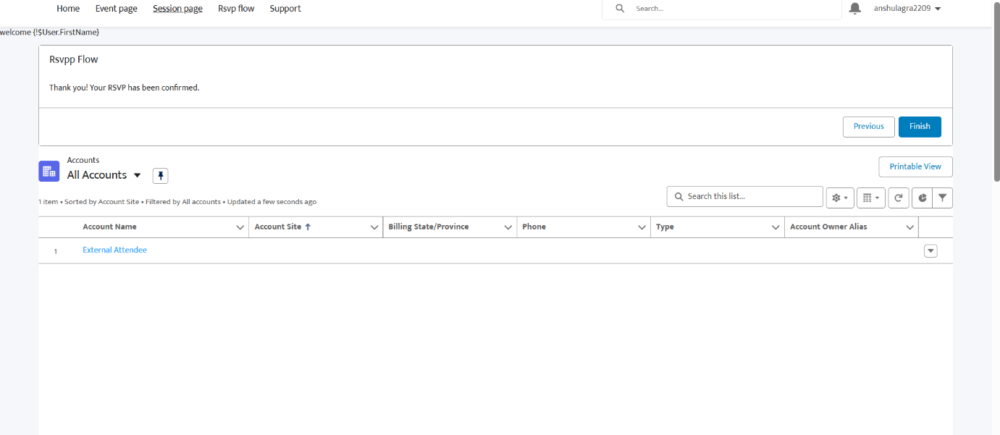 Home Event page Session page Rsvp flow Support Search... anshulagra2209
welcome {!$User.FirstName}
Rsvpp Flow
Thank you! Your RSVP has been confirmed.
Previous Finish
Accounts
All Accounts
Printable View
1 item • Sorted by Account Site • Filtered by All accounts • Updated a few seconds ago
Search this list...
Account Name Account Site Billing State/Province Phone Type Account Owner Alias
1 External Attendee